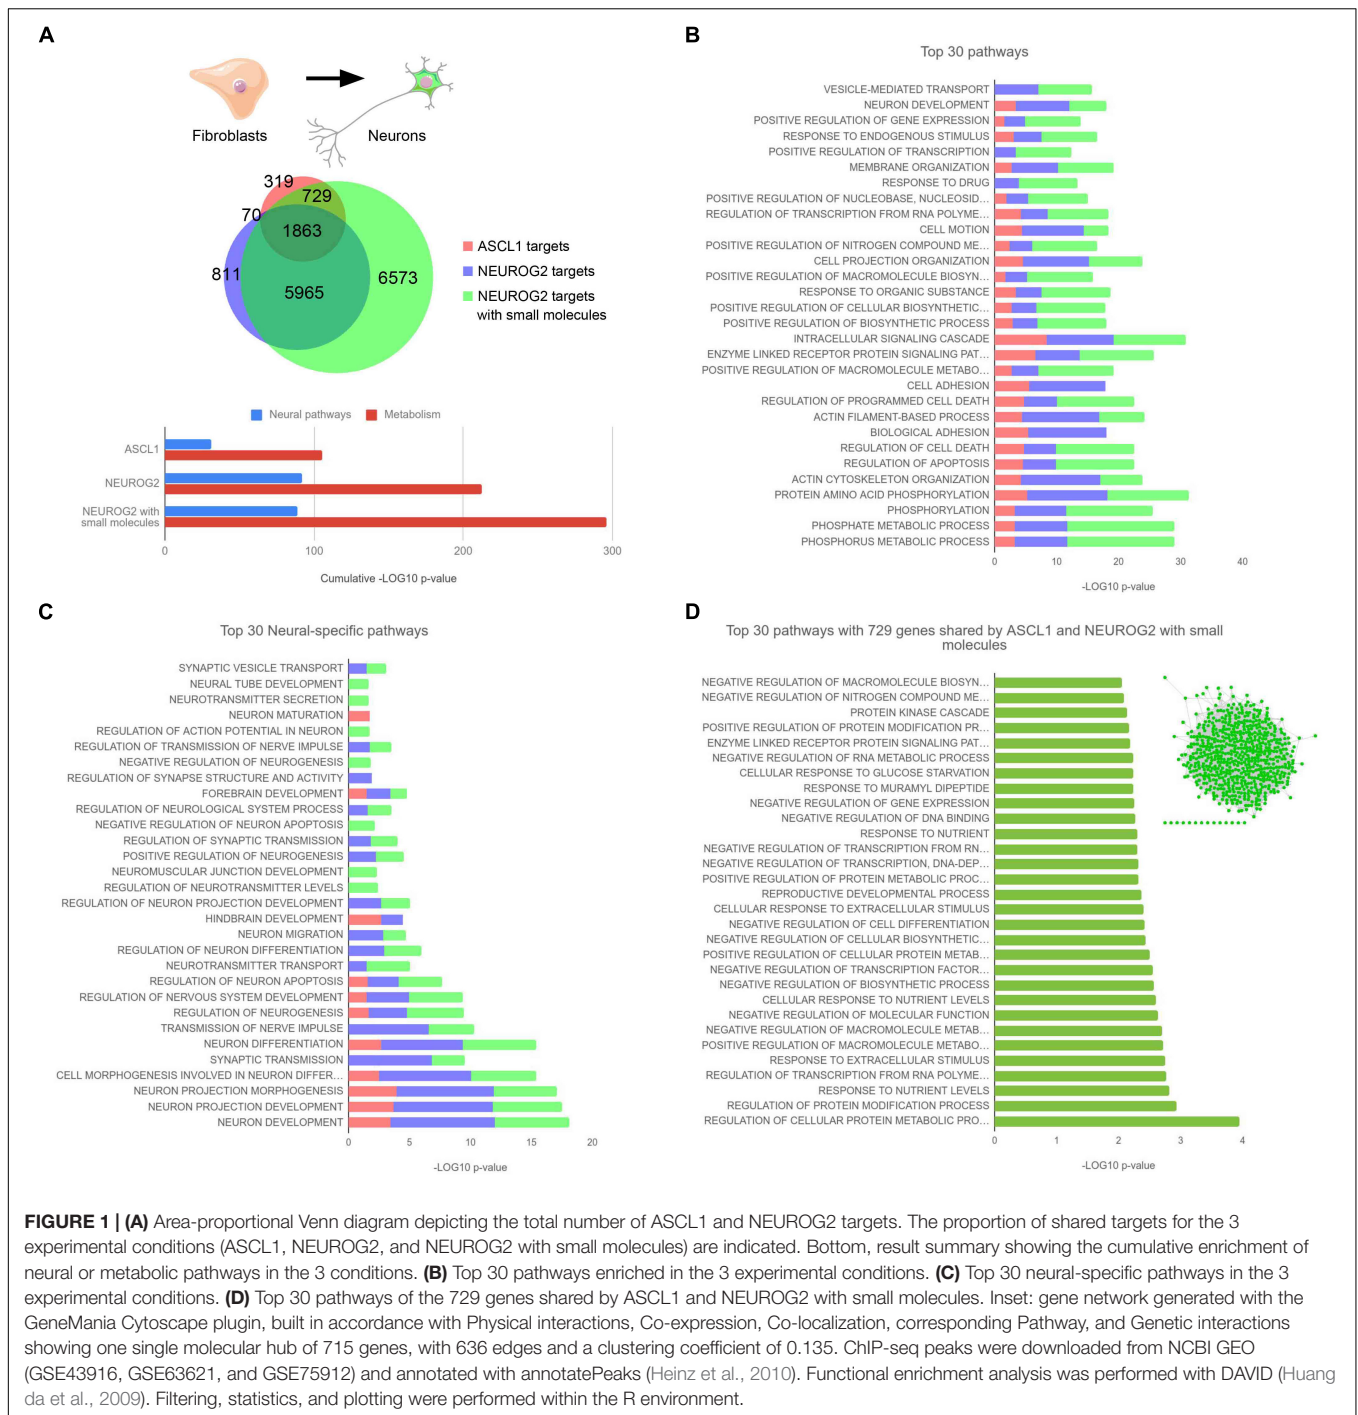 A
Fibroblasts
Neurons
319
729
70
1863
811
5965
6573
ASCL1 targets
NEUROG2 targets
NEUROG2 targets
with small molecules
Neural pathways
Metabolism
ASCL1
NEUROG2
NEUROG2 with
small molecules
0
100
200
300
Cumulative -LOG10 p-value
B
Top 30 pathways
VESICLE-MEDIATED TRANSPORT
NEURON DEVELOPMENT
POSITIVE REGULATION OF GENE EXPRESSION
RESPONSE TO ENDOGENOUS STIMULUS
POSITIVE REGULATION OF TRANSCRIPTION
MEMBRANE ORGANIZATION
RESPONSE TO DRUG
POSITIVE REGULATION OF NUCLEOBASE, NUCLEOSID...
REGULATION OF TRANSCRIPTION FROM RNA POLYME...
CELL MOTION
POSITIVE REGULATION OF NITROGEN COMPOUND ME...
CELL PROJECTION ORGANIZATION
POSITIVE REGULATION OF MACROMOLECULE BIOSYN...
RESPONSE TO ORGANIC SUBSTANCE
POSITIVE REGULATION OF CELLULAR BIOSYNTHETIC...
POSITIVE REGULATION OF BIOSYNTHETIC PROCESS
INTRACELLULAR SIGNALING CASCADE
ENZYME LINKED RECEPTOR PROTEIN SIGNALING PAT...
POSITIVE REGULATION OF MACROMOLECULE METABO...
CELL ADHESION
REGULATION OF PROGRAMMED CELL DEATH
ACTIN FILAMENT-BASED PROCESS
BIOLOGICAL ADHESION
REGULATION OF CELL DEATH
REGULATION OF APOPTOSIS
ACTIN CYTOSKELETON ORGANIZATION
PROTEIN AMINO ACID PHOSPHORYLATION
PHOSPHORYLATION
PHOSPHATE METABOLIC PROCESS
PHOSPHORUS METABOLIC PROCESS
0
10
20
30
40
-LOG10 p-value
C
Top 30 Neural-specific pathways
SYNAPTIC VESICLE TRANSPORT
NEURAL TUBE DEVELOPMENT
NEUROTRANSMITTER SECRETION
NEURON MATURATION
REGULATION OF ACTION POTENTIAL IN NEURON
REGULATION OF TRANSMISSION OF NERVE IMPULSE
NEGATIVE REGULATION OF NEUROGENESIS
REGULATION OF SYNAPSE STRUCTURE AND ACTIVITY
FOREBRAIN DEVELOPMENT
REGULATION OF NEUROLOGICAL SYSTEM PROCESS
NEGATIVE REGULATION OF NEURON APOPTOSIS
REGULATION OF SYNAPTIC TRANSMISSION
POSITIVE REGULATION OF NEUROGENESIS
NEUROMUSCULAR JUNCTION DEVELOPMENT
REGULATION OF NEUROTRANSMITTER LEVELS
REGULATION OF NEURON PROJECTION DEVELOPMENT
HINDBRAIN DEVELOPMENT
NEURON MIGRATION
REGULATION OF NEURON DIFFERENTIATION
NEUROTRANSMITTER TRANSPORT
REGULATION OF NEURON APOPTOSIS
REGULATION OF NERVOUS SYSTEM DEVELOPMENT
REGULATION OF NEUROGENESIS
TRANSMISSION OF NERVE IMPULSE
NEURON DIFFERENTIATION
SYNAPTIC TRANSMISSION
CELL MORPHOGENESIS INVOLVED IN NEURON DIFFER...
NEURON PROJECTION MORPHOGENESIS
NEURON PROJECTION DEVELOPMENT
NEURON DEVELOPMENT
0
5
10
15
20
-LOG10 p-value
D
Top 30 pathways with 729 genes shared by ASCL1 and NEUROG2 with small
molecules
NEGATIVE REGULATION OF MACROMOLECULE BIOSYN...
NEGATIVE REGULATION OF NITROGEN COMPOUND ME...
PROTEIN KINASE CASCADE
POSITIVE REGULATION OF PROTEIN MODIFICATION PR...
ENZYME LINKED RECEPTOR PROTEIN SIGNALING PAT...
NEGATIVE REGULATION OF RNA METABOLIC PROCESS
CELLULAR RESPONSE TO GLUCOSE STARVATION
RESPONSE TO MURAMYL DIPEPTIDE
NEGATIVE REGULATION OF GENE EXPRESSION
NEGATIVE REGULATION OF DNA BINDING
RESPONSE TO NUTRIENT
NEGATIVE REGULATION OF TRANSCRIPTION FROM RN...
NEGATIVE REGULATION OF TRANSCRIPTION, DNA-DEP...
POSITIVE REGULATION OF PROTEIN METABOLIC PROC...
REPRODUCTIVE DEVELOPMENTAL PROCESS
CELLULAR RESPONSE TO EXTRACELLULAR STIMULUS
NEGATIVE REGULATION OF CELL DIFFERENTIATION
NEGATIVE REGULATION OF CELLULAR BIOSYNTHETIC...
POSITIVE REGULATION OF CELLULAR PROTEIN METAB...
NEGATIVE REGULATION OF TRANSCRIPTION FACTOR...
NEGATIVE REGULATION OF BIOSYNTHETIC PROCESS
CELLULAR RESPONSE TO NUTRIENT LEVELS
NEGATIVE REGULATION OF MOLECULAR FUNCTION
NEGATIVE REGULATION OF MACROMOLECULE METAB...
POSITIVE REGULATION OF MACROMOLECULE METABO...
RESPONSE TO EXTRACELLULAR STIMULUS
REGULATION OF TRANSCRIPTION FROM RNA POLYME...
RESPONSE TO NUTRIENT LEVELS
REGULATION OF PROTEIN MODIFICATION PROCESS
REGULATION OF CELLULAR PROTEIN METABOLIC PRO...
0
1
2
3
4
-LOG10 p-value
FIGURE 1 | (A) Area-proportional Venn diagram depicting the total number of ASCL1 and NEUROG2 targets. The proportion of shared targets for the 3
experimental conditions (ASCL1, NEUROG2, and NEUROG2 with small molecules) are indicated. Bottom, result summary showing the cumulative enrichment of
neural or metabolic pathways in the 3 conditions. (B) Top 30 pathways enriched in the 3 experimental conditions. (C) Top 30 neural-specific pathways in the 3
experimental conditions. (D) Top 30 pathways of the 729 genes shared by ASCL1 and NEUROG2 with small molecules. Inset: gene network generated with the
GeneMania Cytoscape plugin, built in accordance with Physical interactions, Co-expression, Co-localization, corresponding Pathway, and Genetic interactions
showing one single molecular hub of 715 genes, with 636 edges and a clustering coefficient of 0.135. ChIP-seq peaks were downloaded from NCBI GEO
(GSE43916, GSE63621, and GSE75912) and annotated with annotatePeaks (Heinz et al., 2010). Functional enrichment analysis was performed with DAVID (Huang
da et al., 2009). Filtering, statistics, and plotting were performed within the R environment.